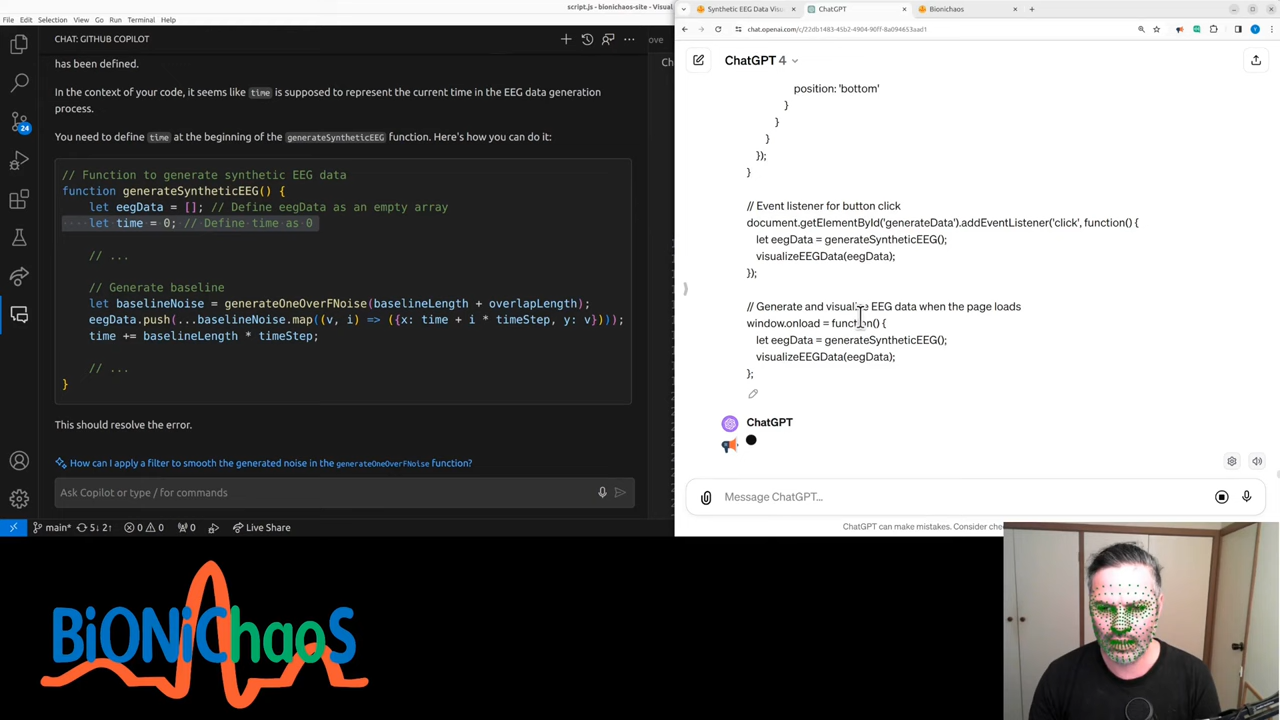 script.js - bionichaos-site - Visual
File Edit Selection View Go Run Terminal Help
CHAT: GITHUB COPILOT
has been defined.
In the context of your code, it seems like time is supposed to represent the current time in the EEG data generation
process.
You need to define time at the beginning of the generateSyntheticEEG function. Here's how you can do it:
// Function to generate synthetic EEG data
function generateSyntheticEEG() {
let eegData = []; // Define eegData as an empty array
let time = 0; // Define time as 0
// ...
// Generate baseline
let baselineNoise = generateOneOverFNoise(baselineLength + overlapLength);
eegData.push(...baselineNoise.map((v, i) => ({x: time + i * timeStep, y: v})));
time += baselineLength * timeStep;
// ...
}
This should resolve the error.
How can I apply a filter to smooth the generated noise in the generateOneOverFNoise function?
Ask Copilot or type / for commands
24
main* 5↓ 2↑ 0 0 0 Live Share
ove
Ch
Synthetic EEG Data Visu
ChatGPT
Bionichaos
chat.openai.com/c/22db1483-45b2-4904-90ff-8a094653aad1
ChatGPT 4
position: 'bottom'
}
}
}
});
}
// Event listener for button click
document.getElementById('generateData').addEventListener('click', function() {
let eegData = generateSyntheticEEG();
visualizeEEGData(eegData);
});
// Generate and visualize EEG data when the page loads
window.onload = function() {
let eegData = generateSyntheticEEG();
visualizeEEGData(eegData);
};
ChatGPT
Message ChatGPT...
ChatGPT can make mistakes. Consider che
BiONiChaoS